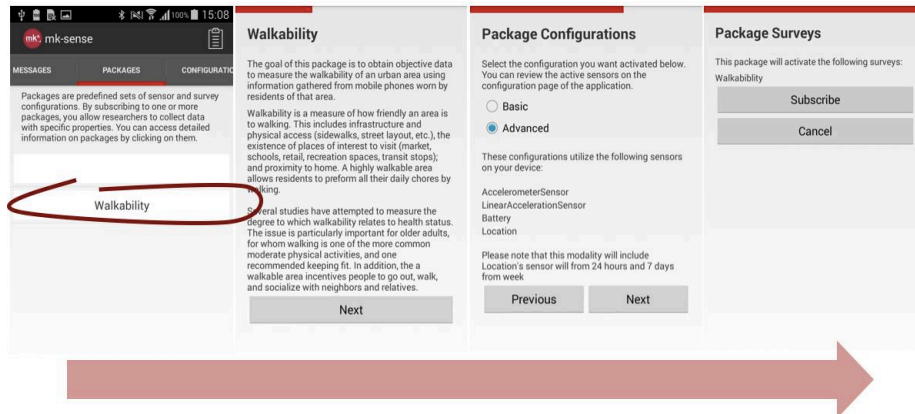 100% 15:08
mk* mk-sense
MESSAGES PACKAGES CONFIGURATIO
Packages are predefined sets of sensor and survey
configurations. By subscribing to one or more
packages, you allow researchers to collect data
with specific properties. You can access detailed
information on packages by clicking on them.
Walkability
Walkability
The goal of this package is to obtain objective data
to measure the walkability of an urban area using
information gathered from mobile phones worn by
residents of that area.
Walkability is a measure of how friendly an area is
to walking. This includes infrastructure and
physical access (sidewalks, street layout, etc.), the
existence of places of interest to visit (market,
schools, retail, recreation spaces, transit stops);
and proximity to home. A highly walkable area
allows residents to preform all their daily chores by
walking.
Several studies have attempted to measure the
degree to which walkability relates to health status.
The issue is particularly important for older adults,
for whom walking is one of the more common
moderate physical activities, and one
recommended keeping fit. In addition, the a
walkable area incentives people to go out, walk,
and socialize with neighbors and relatives.
Next
Package Configurations
Select the configuration you want activated below.
You can review the active sensors on the
configuration page of the application.
Basic
Advanced
These configurations utilize the following sensors
on your device:
AccelerometerSensor
LinearAccelerationSensor
Battery
Location
Please note that this modality will include
Location's sensor will from 24 hours and 7 days
from week
Previous Next
Package Surveys
This package will activate the following surveys:
Walkabiblity
Subscribe
Cancel